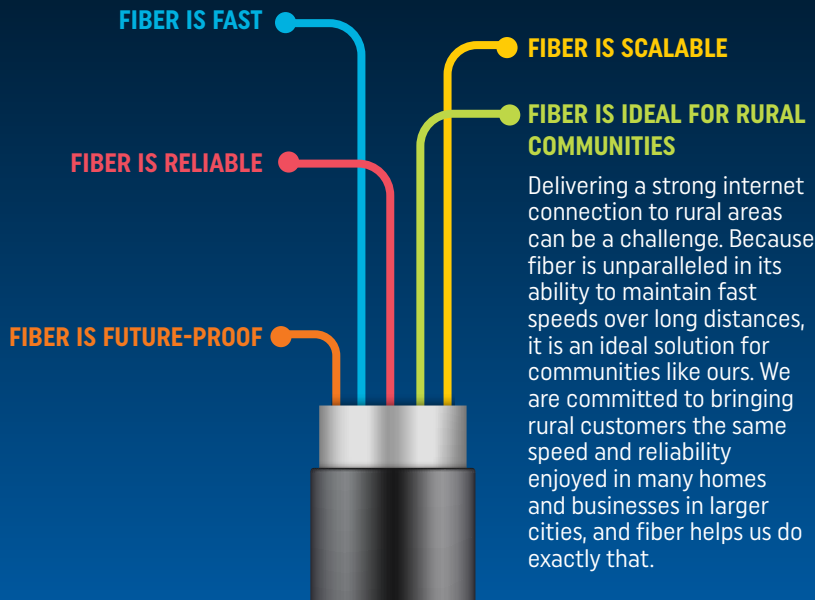 FIBER IS FAST
FIBER IS RELIABLE
FIBER IS FUTURE-PROOF
FIBER IS SCALABLE
FIBER IS IDEAL FOR RURAL
COMMUNITIES
Delivering a strong internet
connection to rural areas
can be a challenge. Because
fiber is unparalleled in its
ability to maintain fast
speeds over long distances,
it is an ideal solution for
communities like ours. We
are committed to bringing
rural customers the same
speed and reliability
enjoyed in many homes
and businesses in larger
cities, and fiber helps us do
exactly that.